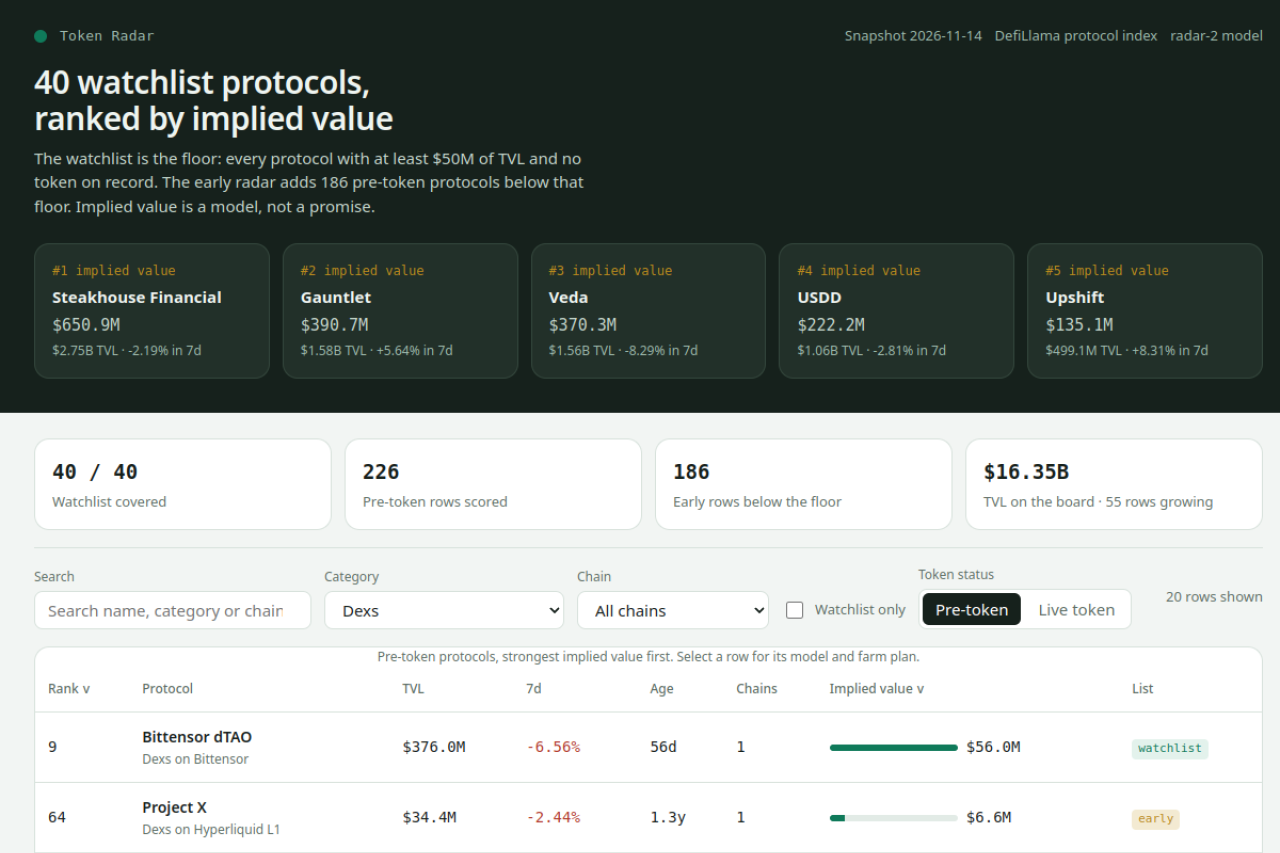 Token Radar
Snapshot 2026-11-14 DefiLlama protocol index radar-2 model
40 watchlist protocols,
ranked by implied value
The watchlist is the floor: every protocol with at least $50M of TVL and no
token on record. The early radar adds 186 pre-token protocols below that
floor. Implied value is a model, not a promise.
#1 implied value
Steakhouse Financial
$650.9M
$2.75B TVL · -2.19% in 7d
#2 implied value
Gauntlet
$390.7M
$1.58B TVL · +5.64% in 7d
#3 implied value
Veda
$370.3M
$1.56B TVL · -8.29% in 7d
#4 implied value
USDD
$222.2M
$1.06B TVL · -2.81% in 7d
#5 implied value
Upshift
$135.1M
$499.1M TVL · +8.31% in 7d
40 / 40
Watchlist covered
226
Pre-token rows scored
186
Early rows below the floor
$16.35B
TVL on the board · 55 rows growing
Search
Search name, category or chain
Category
Dexs
Chain
All chains
Watchlist only
Token status
Pre-token Live token
20 rows shown
Pre-token protocols, strongest implied value first. Select a row for its model and farm plan.
Rank v Protocol TVL 7d Age Chains Implied value v List
9 Bittensor dTAO $376.0M -6.56% 56d 1 $56.0M watchlist
Dexs on Bittensor
64 Project X $34.4M -2.44% 1.3y 1 $6.6M early
Dexs on Hyperliquid L1